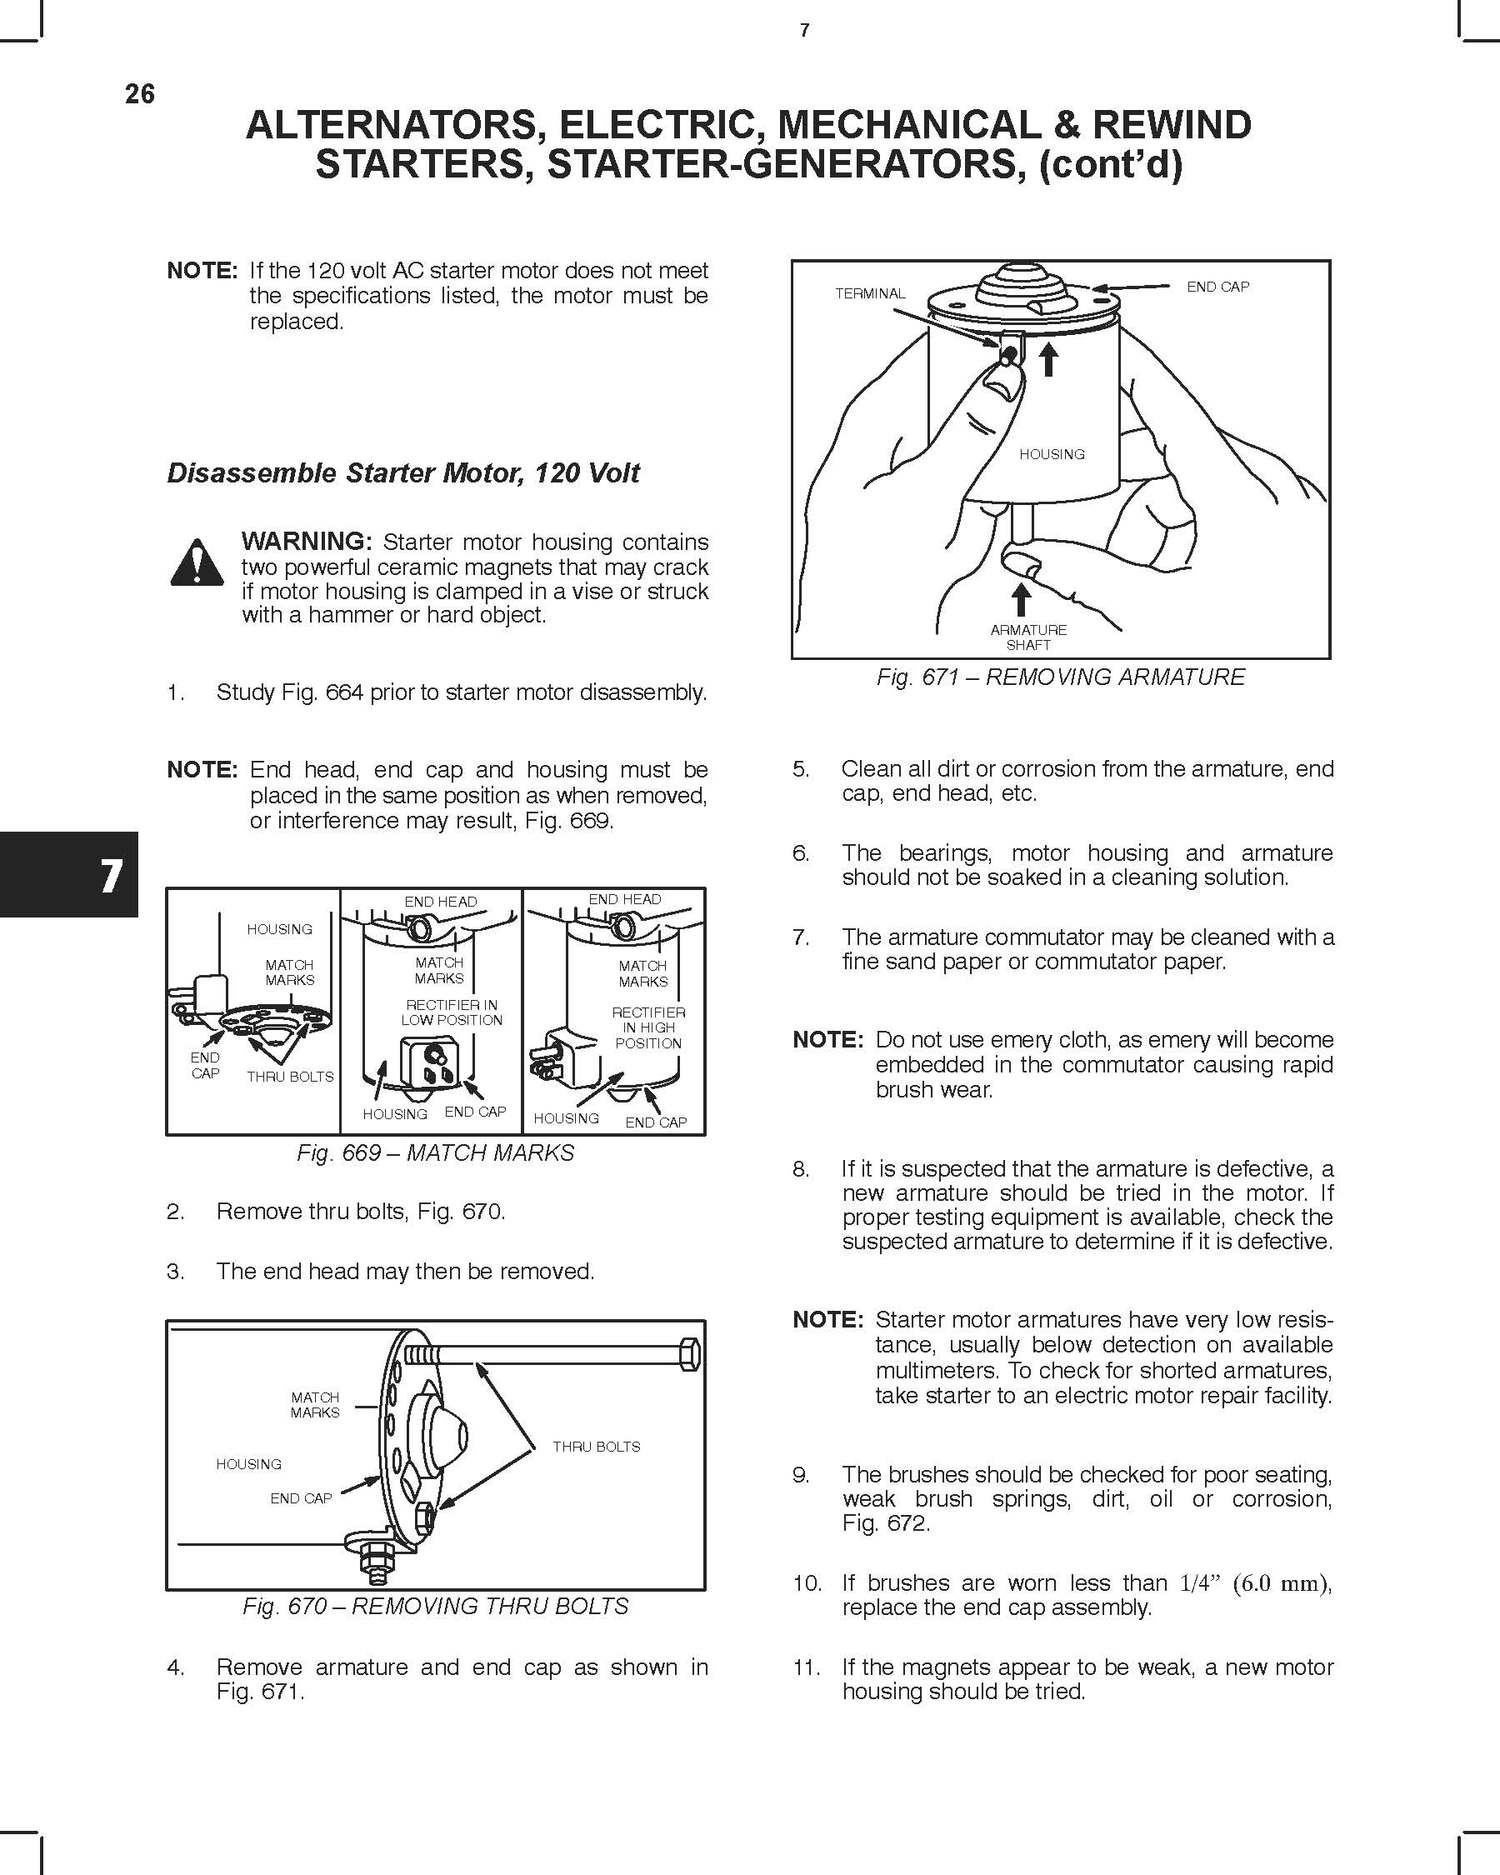 7
26
ALTERNATORS, ELECTRIC, MECHANICAL & REWIND
STARTERS, STARTER-GENERATORS, (cont’d)
NOTE: If the 120 volt AC starter motor does not meet
the specifications listed, the motor must be
replaced.
Disassemble Starter Motor, 120 Volt
WARNING: Starter motor housing contains
two powerful ceramic magnets that may crack
if motor housing is clamped in a vise or struck
with a hammer or hard object.
1. Study Fig. 664 prior to starter motor disassembly.
NOTE: End head, end cap and housing must be
placed in the same position as when removed,
or interference may result, Fig. 669.
7
HOUSING
MATCH
MARKS
END
CAP
THRU BOLTS
END HEAD
MATCH
MARKS
RECTIFIER IN
LOW POSITION
HOUSING
END CAP
END HEAD
MATCH
MARKS
RECTIFIER
IN HIGH
POSITION
HOUSING
END CAP
Fig. 669 – MATCH MARKS
2. Remove thru bolts, Fig. 670.
3. The end head may then be removed.
MATCH
MARKS
HOUSING
END CAP
THRU BOLTS
Fig. 670 – REMOVING THRU BOLTS
4. Remove armature and end cap as shown in
Fig. 671.
TERMINAL
END CAP
HOUSING
ARMATURE
SHAFT
Fig. 671 – REMOVING ARMATURE
5. Clean all dirt or corrosion from the armature, end
cap, end head, etc.
6. The bearings, motor housing and armature
should not be soaked in a cleaning solution.
7. The armature commutator may be cleaned with a
fine sand paper or commutator paper.
NOTE: Do not use emery cloth, as emery will become
embedded in the commutator causing rapid
brush wear.
8. If it is suspected that the armature is defective, a
new armature should be tried in the motor. If
proper testing equipment is available, check the
suspected armature to determine if it is defective.
NOTE: Starter motor armatures have very low resis-
tance, usually below detection on available
multimeters. To check for shorted armatures,
take starter to an electric motor repair facility.
9. The brushes should be checked for poor seating,
weak brush springs, dirt, oil or corrosion,
Fig. 672.
10. If brushes are worn less than 1/4” (6.0 mm),
replace the end cap assembly.
11. If the magnets appear to be weak, a new motor
housing should be tried.